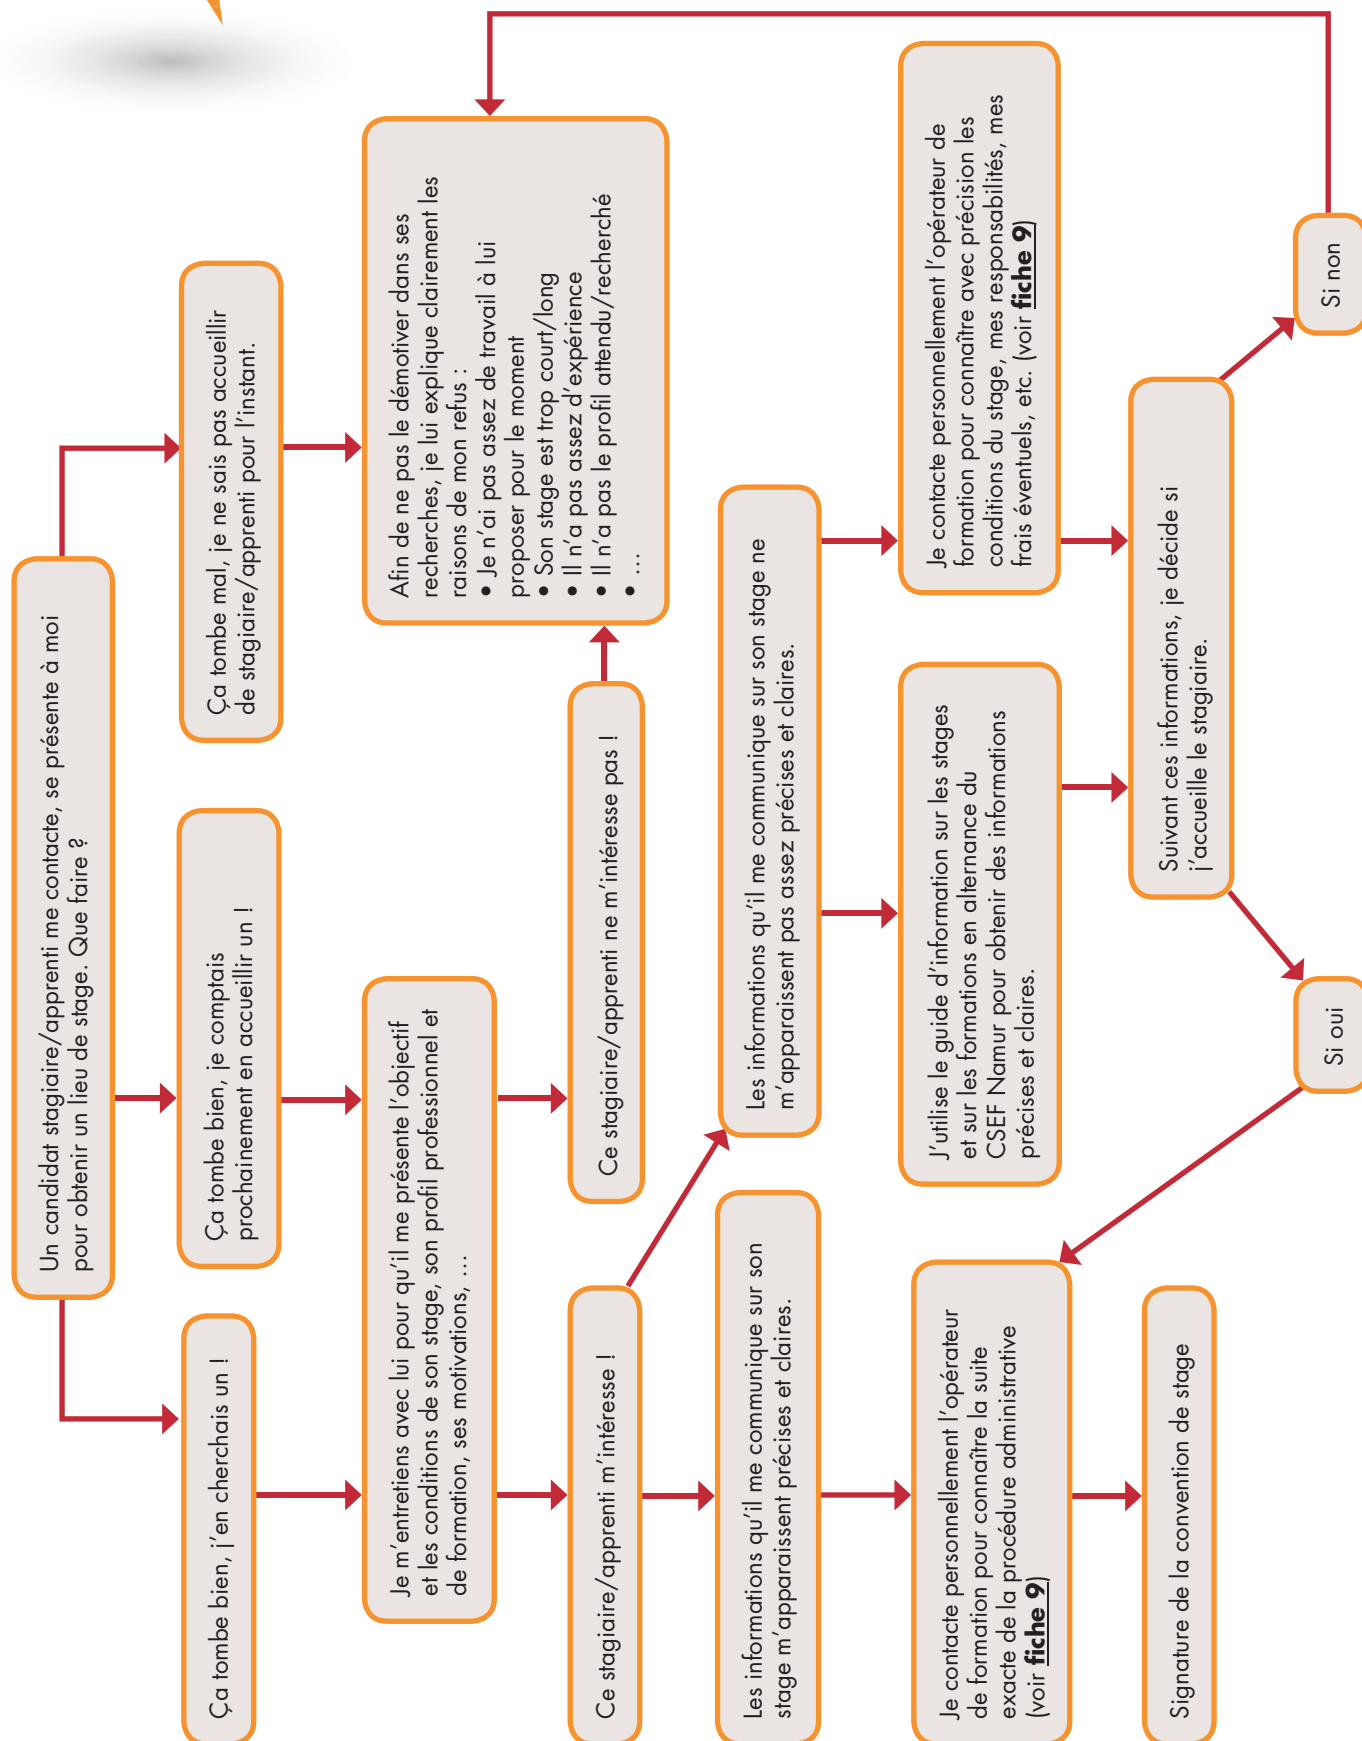 Un candidat stagiaire/apprenti me contacte, se présente à moi
pour obtenir un lieu de stage. Que faire ?
Ça tombe bien, j'en cherchais un !
Ça tombe bien, je comptais
prochainement en accueillir un !
Ça tombe mal, je ne sais pas accueillir
de stagiaire/apprenti pour l'instant.
Je m'entretiens avec lui pour qu'il me présente l'objectif
et les conditions de son stage, son profil professionnel et
de formation, ses motivations, …
Afin de ne pas le démotiver dans ses
recherches, je lui explique clairement les
raisons de mon refus :
• Je n'ai pas assez de travail à lui
proposer pour le moment
• Son stage est trop court/long
• Il n'a pas assez d'expérience
• Il n'a pas le profil attendu/recherché
• …
Ce stagiaire/apprenti m'intéresse !
Ce stagiaire/apprenti ne m'intéresse pas !
Les informations qu'il me communique sur son
stage m'apparaissent précises et claires.
Les informations qu'il me communique sur son stage ne
m'apparaissent pas assez précises et claires.
J'utilise le guide d'information sur les stages
et sur les formations en alternance du
CSEF Namur pour obtenir des informations
précises et claires.
Je contacte personnellement l'opérateur de
formation pour connaître avec précision les
conditions du stage, mes responsabilités, mes
frais éventuels, etc. (voir fiche 9)
Je contacte personnellement l'opérateur
de formation pour connaître la suite
exacte de la procédure administrative
(voir fiche 9)
Suivant ces informations, je décide si
j'accueille le stagiaire.
Signature de la convention de stage
Si oui
Si non